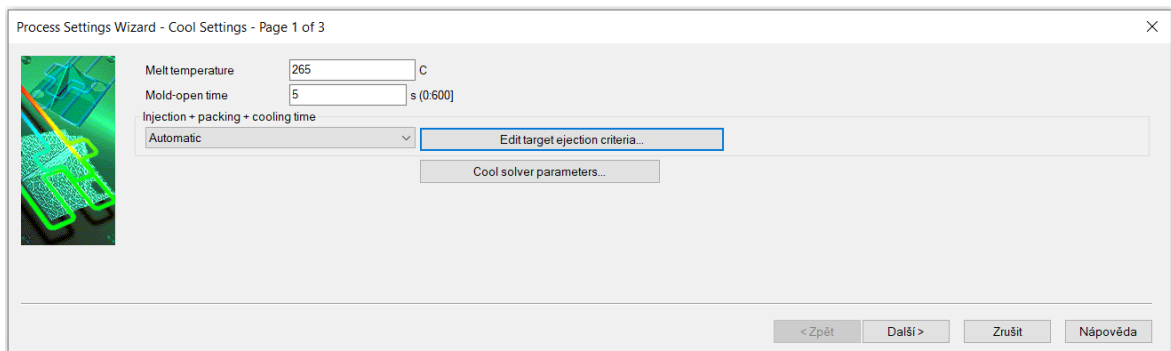 Process Settings Wizard - Cool Settings - Page 1 of 3
Melt temperature 265 C
Mold-open time 5 s (0:600]
Injection + packing + cooling time
Automatic Edit target ejection criteria...
Cool solver parameters...
< Zpět Další > Zrušit Nápověda